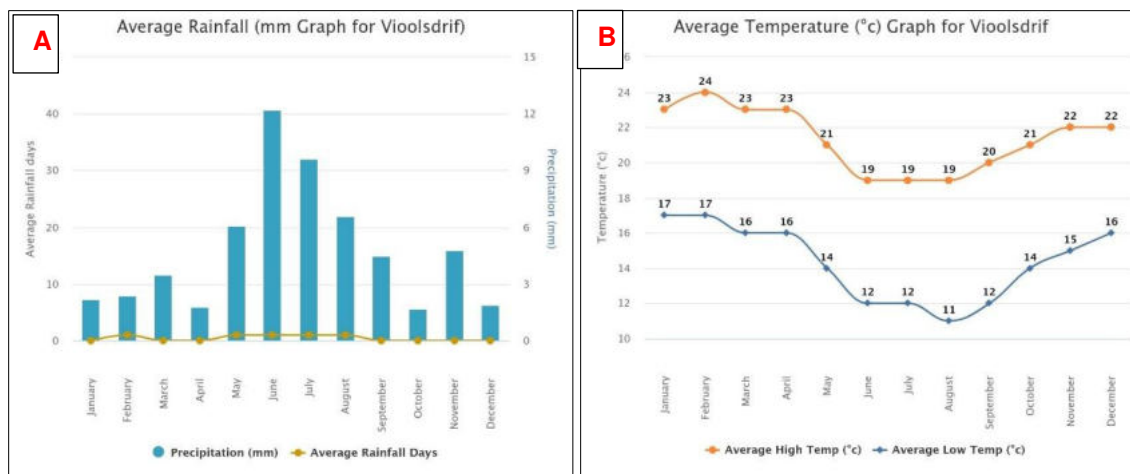 A
Average Rainfall (mm Graph for Vioolsdrif)
Average Rainfall days
40
30
20
10
0
15
12
9
6
3
0
Precipitation (mm)
January
February
March
April
May
June
July
August
September
October
November
December
Precipitation (mm)
Average Rainfall Days
B
Average Temperature (°c) Graph for Vioolsdrif
Temperature (°c)
24
22
20
18
16
14
12
10
23
24
23
23
21
19
19
19
20
21
22
22
17
17
16
16
14
12
12
11
12
14
15
16
January
February
March
April
May
June
July
August
September
October
November
December
Average High Temp (°c)
Average Low Temp (°c)